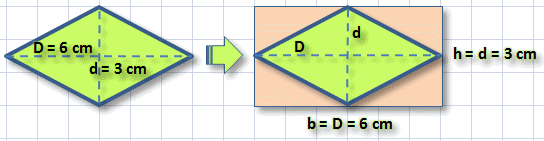 D = 6 cm
d = 3 cm
D
d
h = d = 3 cm
b = D = 6 cm